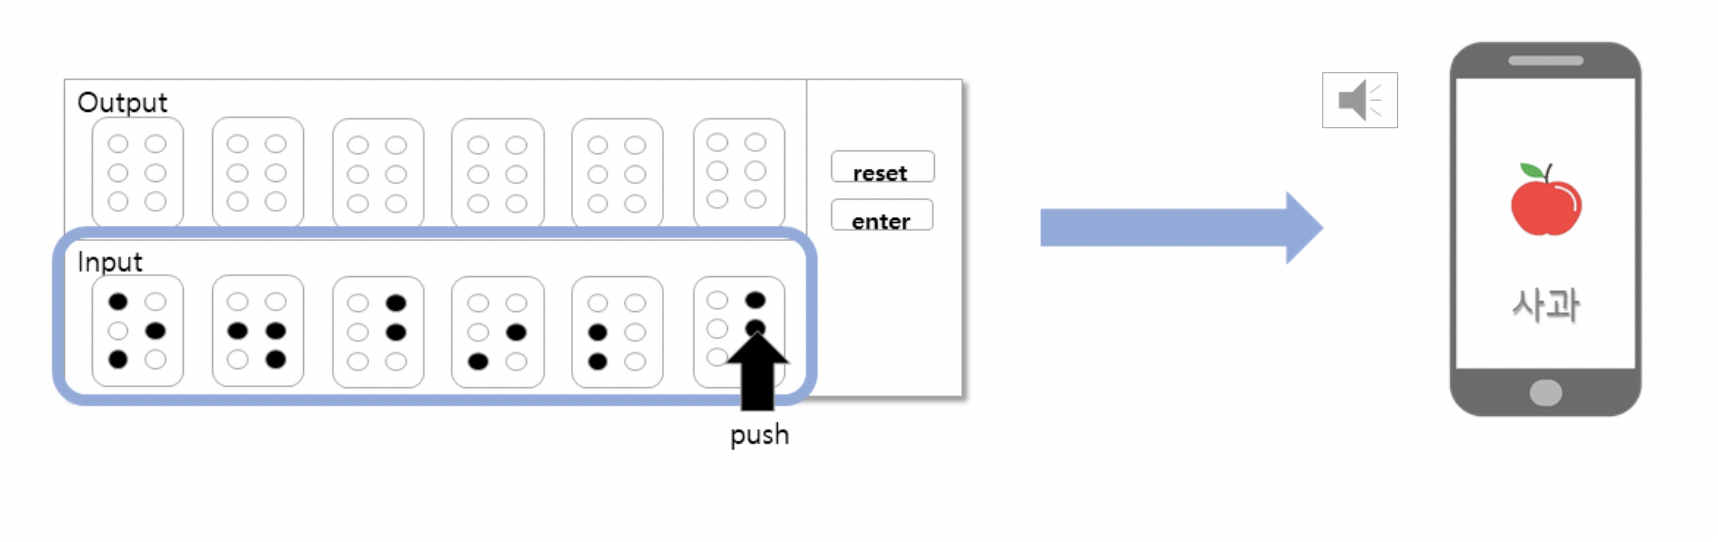 Output
reset
enter
Input
push
사과